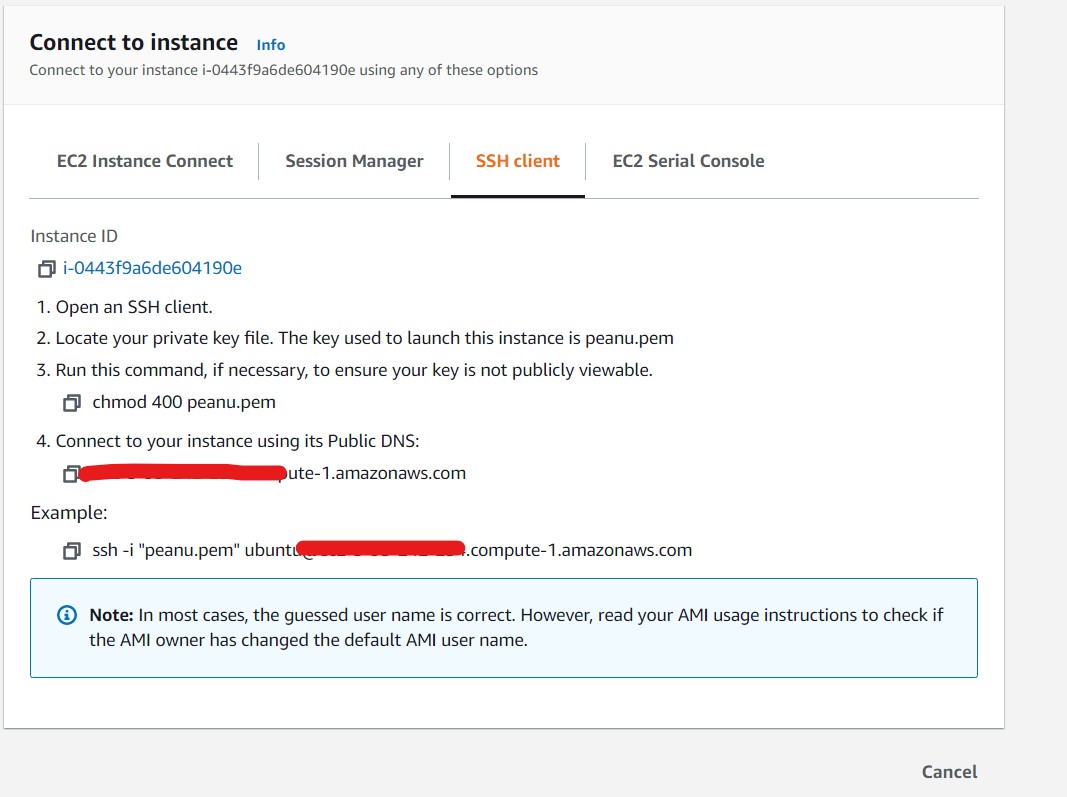 Connect to instance Info
Connect to your instance i-0443f9a6de604190e using any of these options
EC2 Instance Connect Session Manager SSH client EC2 Serial Console
Instance ID
i-0443f9a6de604190e
1. Open an SSH client.
2. Locate your private key file. The key used to launch this instance is peanu.pem
3. Run this command, if necessary, to ensure your key is not publicly viewable.
chmod 400 peanu.pem
4. Connect to your instance using its Public DNS:
ute-1.amazonaws.com
Example:
ssh -i "peanu.pem" ubuntu@ .compute-1.amazonaws.com
Note: In most cases, the guessed user name is correct. However, read your AMI usage instructions to check if
the AMI owner has changed the default AMI user name.
Cancel